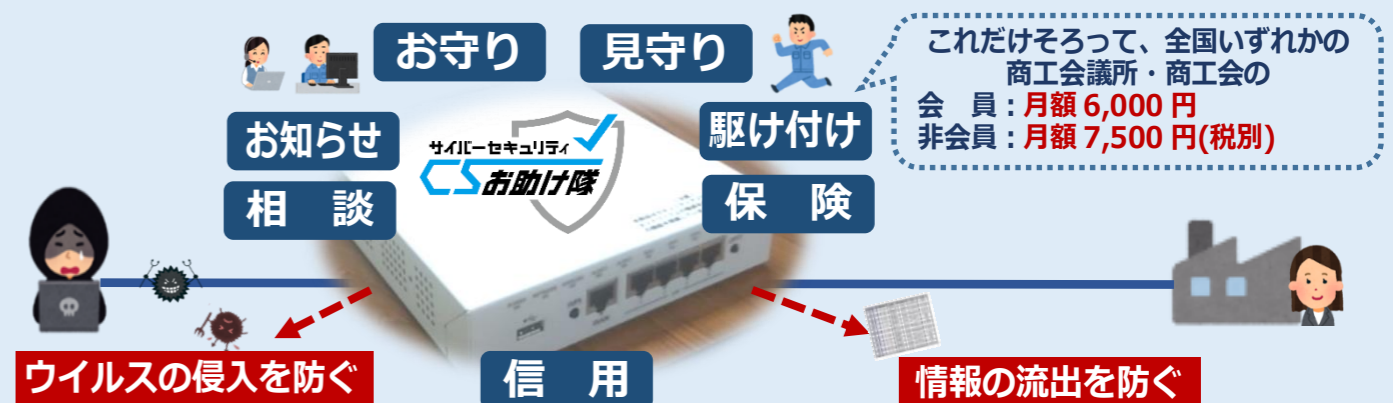 お守り
見守り
これだけそろって、全国いずれかの
商工会議所・商工会の
会　員：月額 6,000 円
非会員：月額 7,500 円(税別)
お知らせ
駆け付け
サイバーセキュリティ
CSお助け隊
相　談
保　険
ウイルスの侵入を防ぐ
信　用
情報の流出を防ぐ